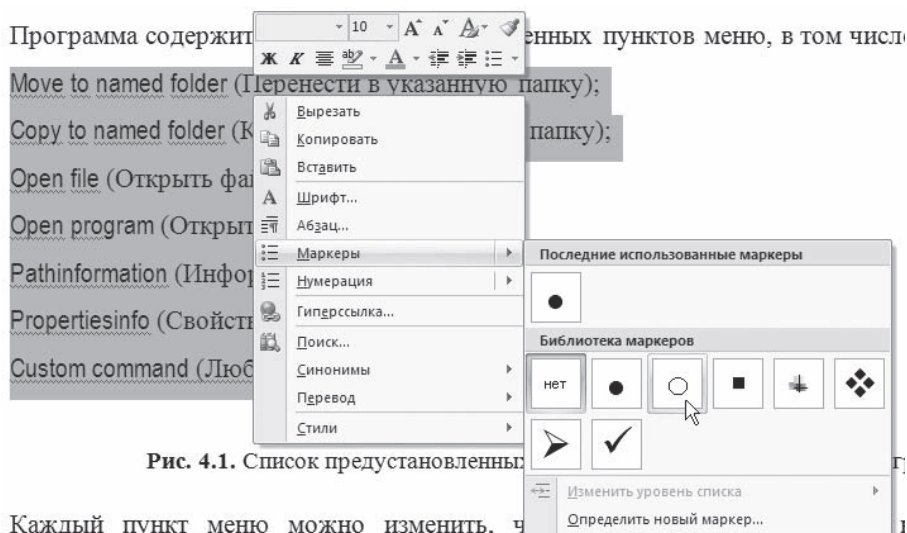 Программа содержит
енных пунктов меню, в том числ
10
Ж К
Move to named folder (Перенести в указанную папку);
Copy to named folder (К
папку);
Open file (Открыть фа
Open program (Открыт
Pathinformation (Инфор
Propertiesinfo (Свойст
Custom command (Люб
Вырезать
Копировать
Вставить
Шрифт...
Абзац...
Маркеры
Нумерация
Гиперссылка...
Поиск...
Синонимы
Перевод
Стили
Последние использованные маркеры
Библиотека маркеров
нет
Изменить уровень списка
Определить новый маркер...
Рис. 4.1. Список предустановленны
Каждый пункт меню можно изменить, ч